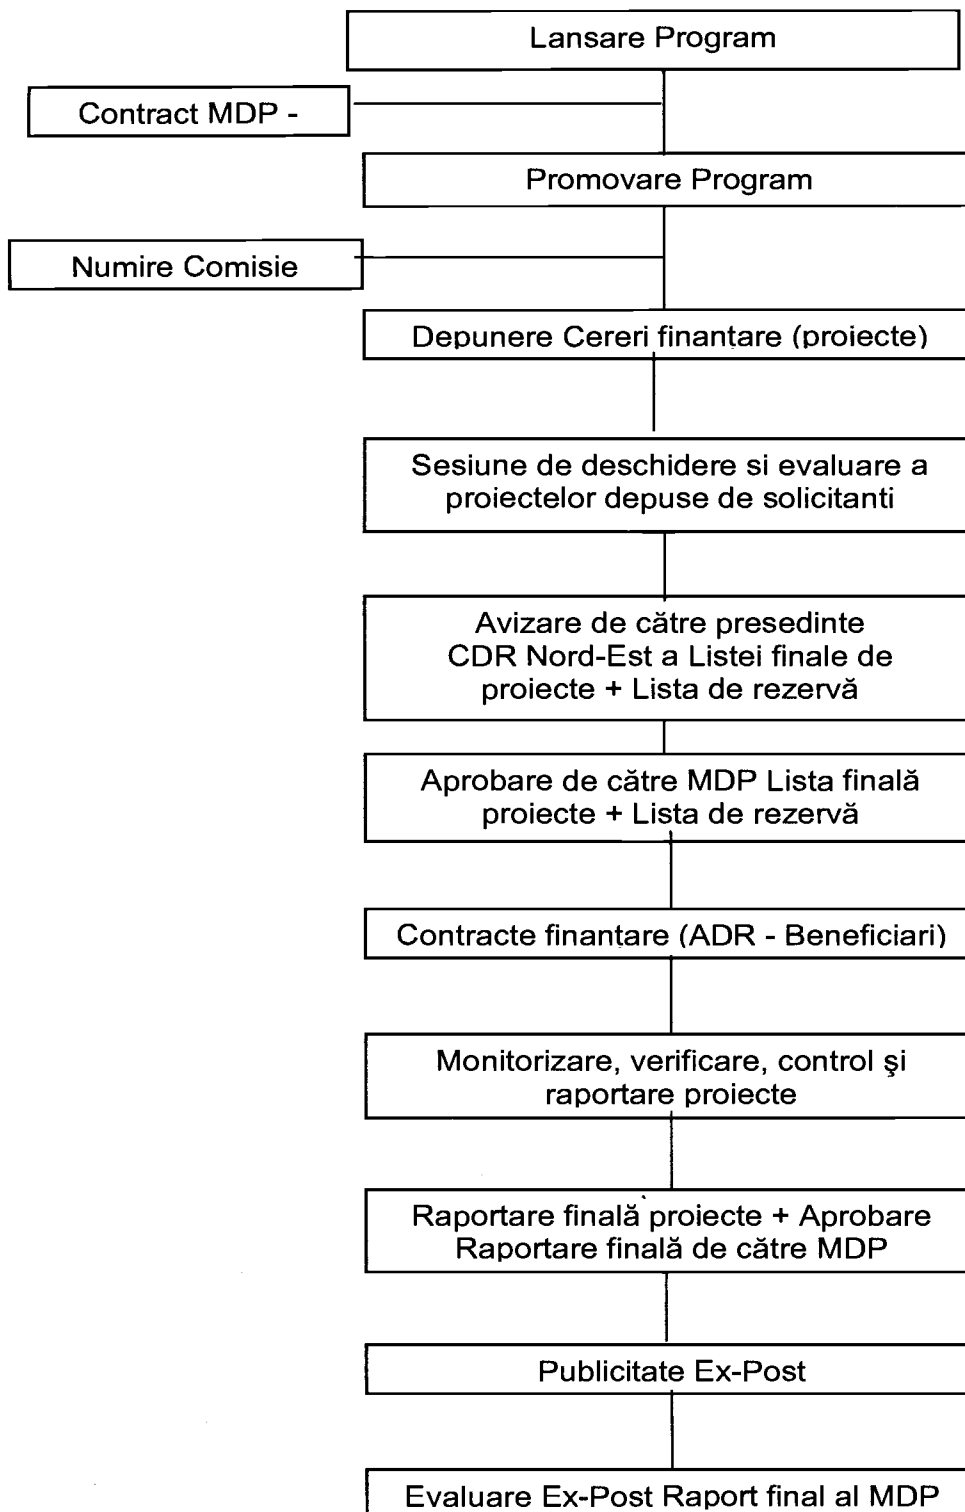 Lansare Program
Contract MDP -
Promovare Program
Numire Comisie
Depunere Cereri finantare (proiecte)
Sesiune de deschidere si evaluare a
proiectelor depuse de solicitanti
Avizare de către presedinte
CDR Nord-Est a Listei finale de
proiecte + Lista de rezervă
Aprobare de către MDP Lista finală
proiecte + Lista de rezervă
Contracte finantare (ADR - Beneficiari)
Monitorizare, verificare, control şi
raportare proiecte
Raportare finală proiecte + Aprobare
Raportare finală de către MDP
Publicitate Ex-Post
Evaluare Ex-Post Raport final al MDP